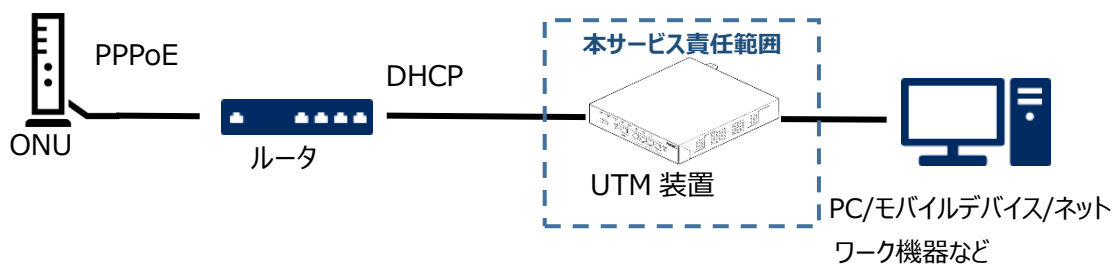 本サービス責任範囲
PPPoE
DHCP
ONU
ルータ
UTM 装置
PC/モバイルデバイス/ネット
ワーク機器など